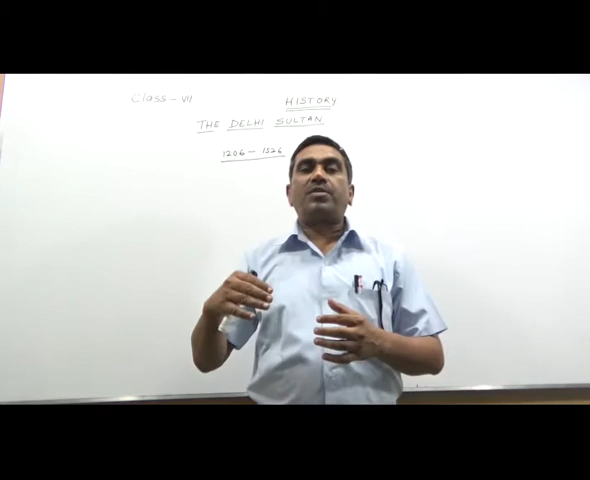 Class - VII
HISTORY
THE DELHI SULTAN
1206 - 1526